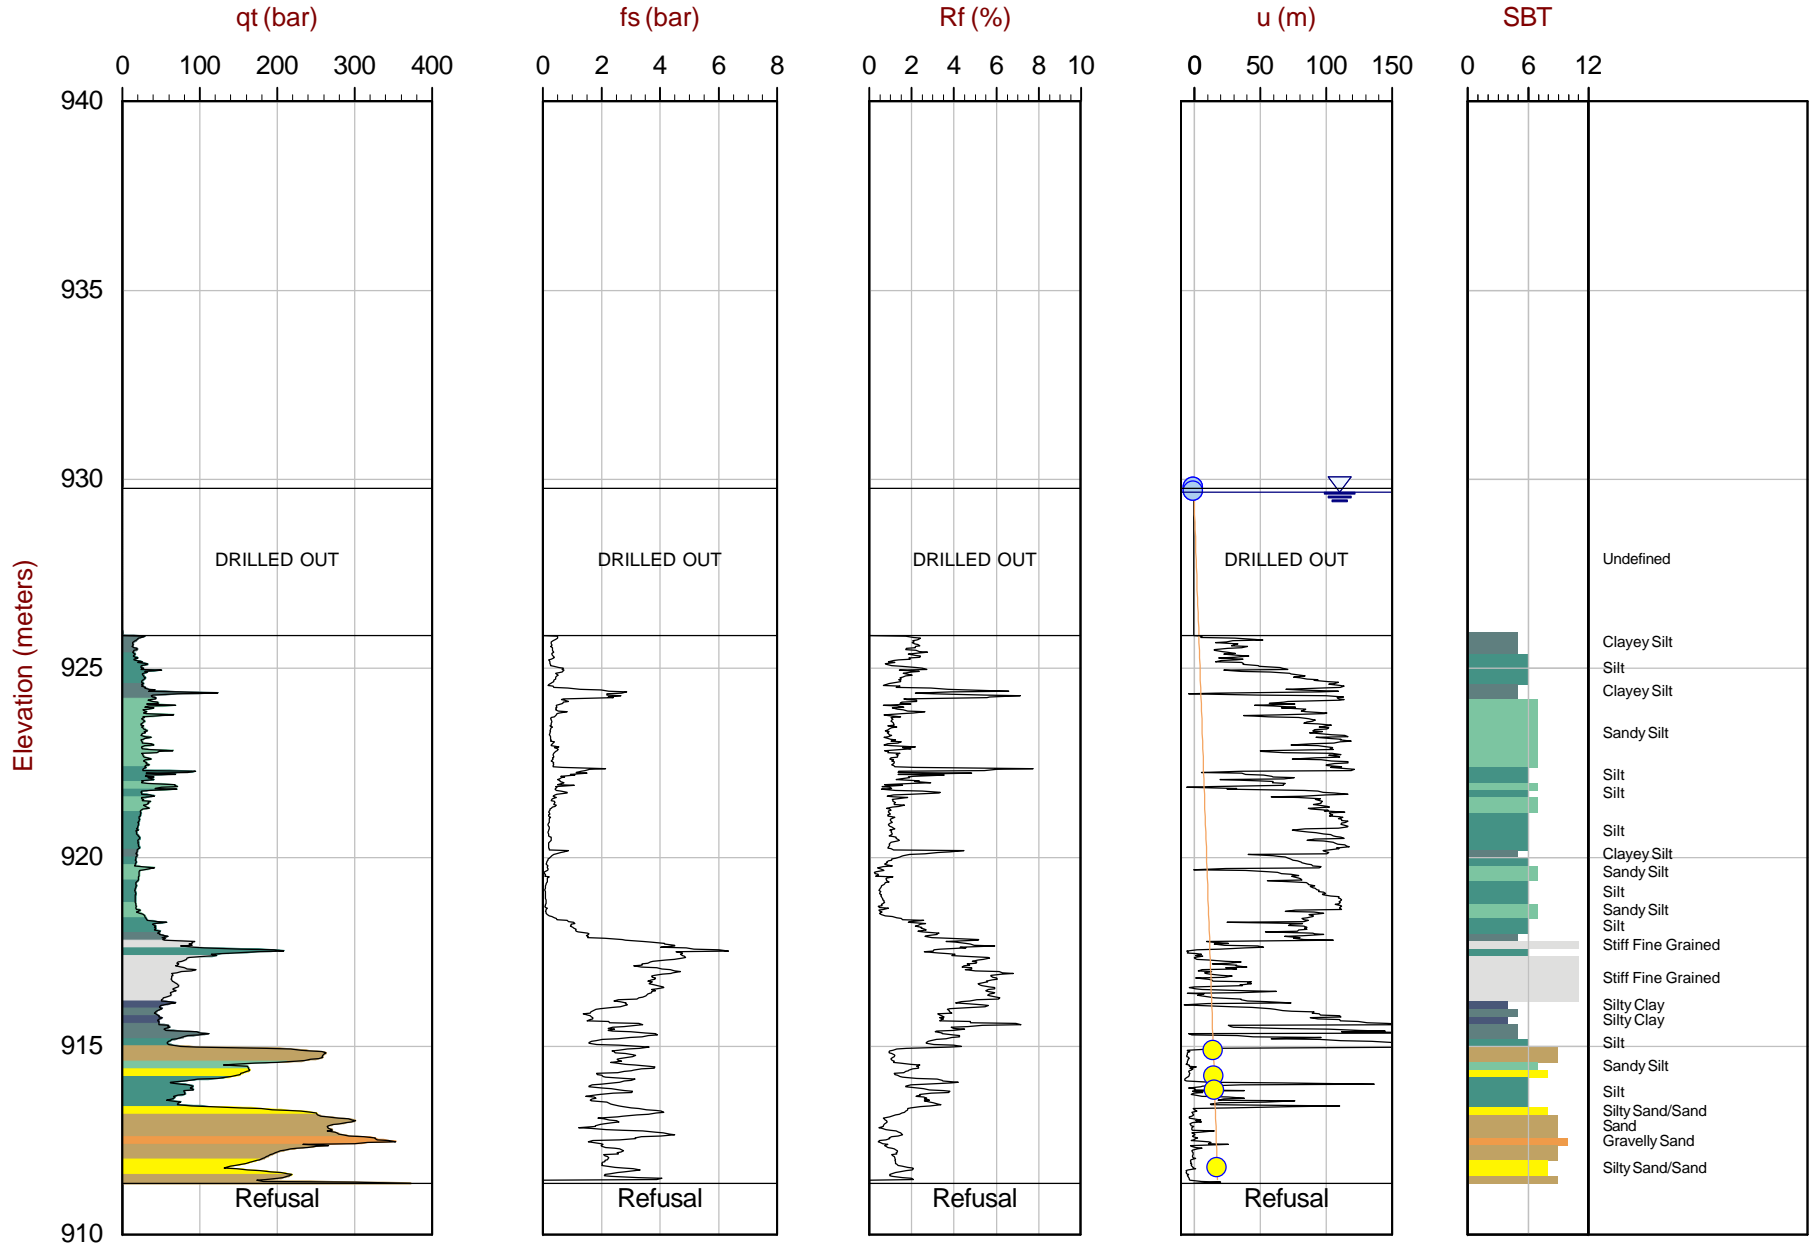 qt (bar) fs (bar) Rf (%) u (m) SBT
0 100 200 300 400 0 2 4 6 8 0 2 4 6 8 10 0 50 100 150 0 6 12
940
935
930
DRILLED OUT DRILLED OUT DRILLED OUT DRILLED OUT Undefined
Elevation (meters)
Clayey Silt
925 Silt
Clayey Silt
Sandy Silt
Silt
Silt
Silt
920 Clayey Silt
Sandy Silt
Silt
Sandy Silt
Silt
Stiff Fine Grained
Stiff Fine Grained
Silty Clay
Silty Clay
915 Silt
Sandy Silt
Silt
Silty Sand/Sand
Sand
Gravelly Sand
Silty Sand/Sand
Refusal Refusal Refusal Refusal
910